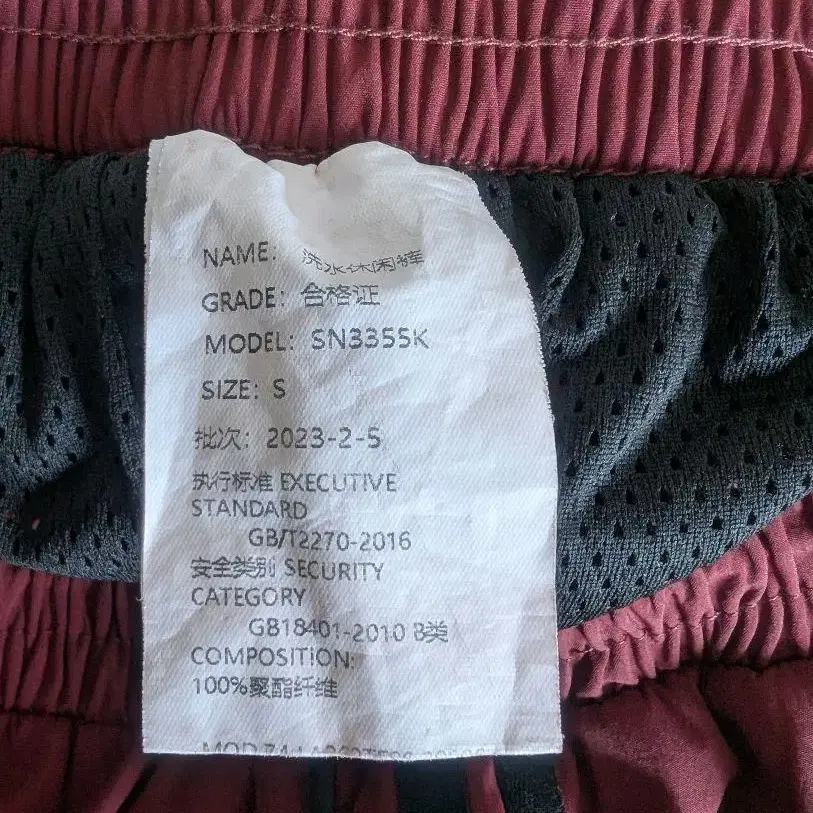 NAME: 洗水休闲裤
GRADE: 合格证
MODEL: SN3355K
SIZE: S
批次: 2023-2-5
执行标准 EXECUTIVE
STANDARD
GB/T2270-2016
安全类别 SECURITY
CATEGORY
GB18401-2010 B类
COMPOSITION:
100%聚酯纤维